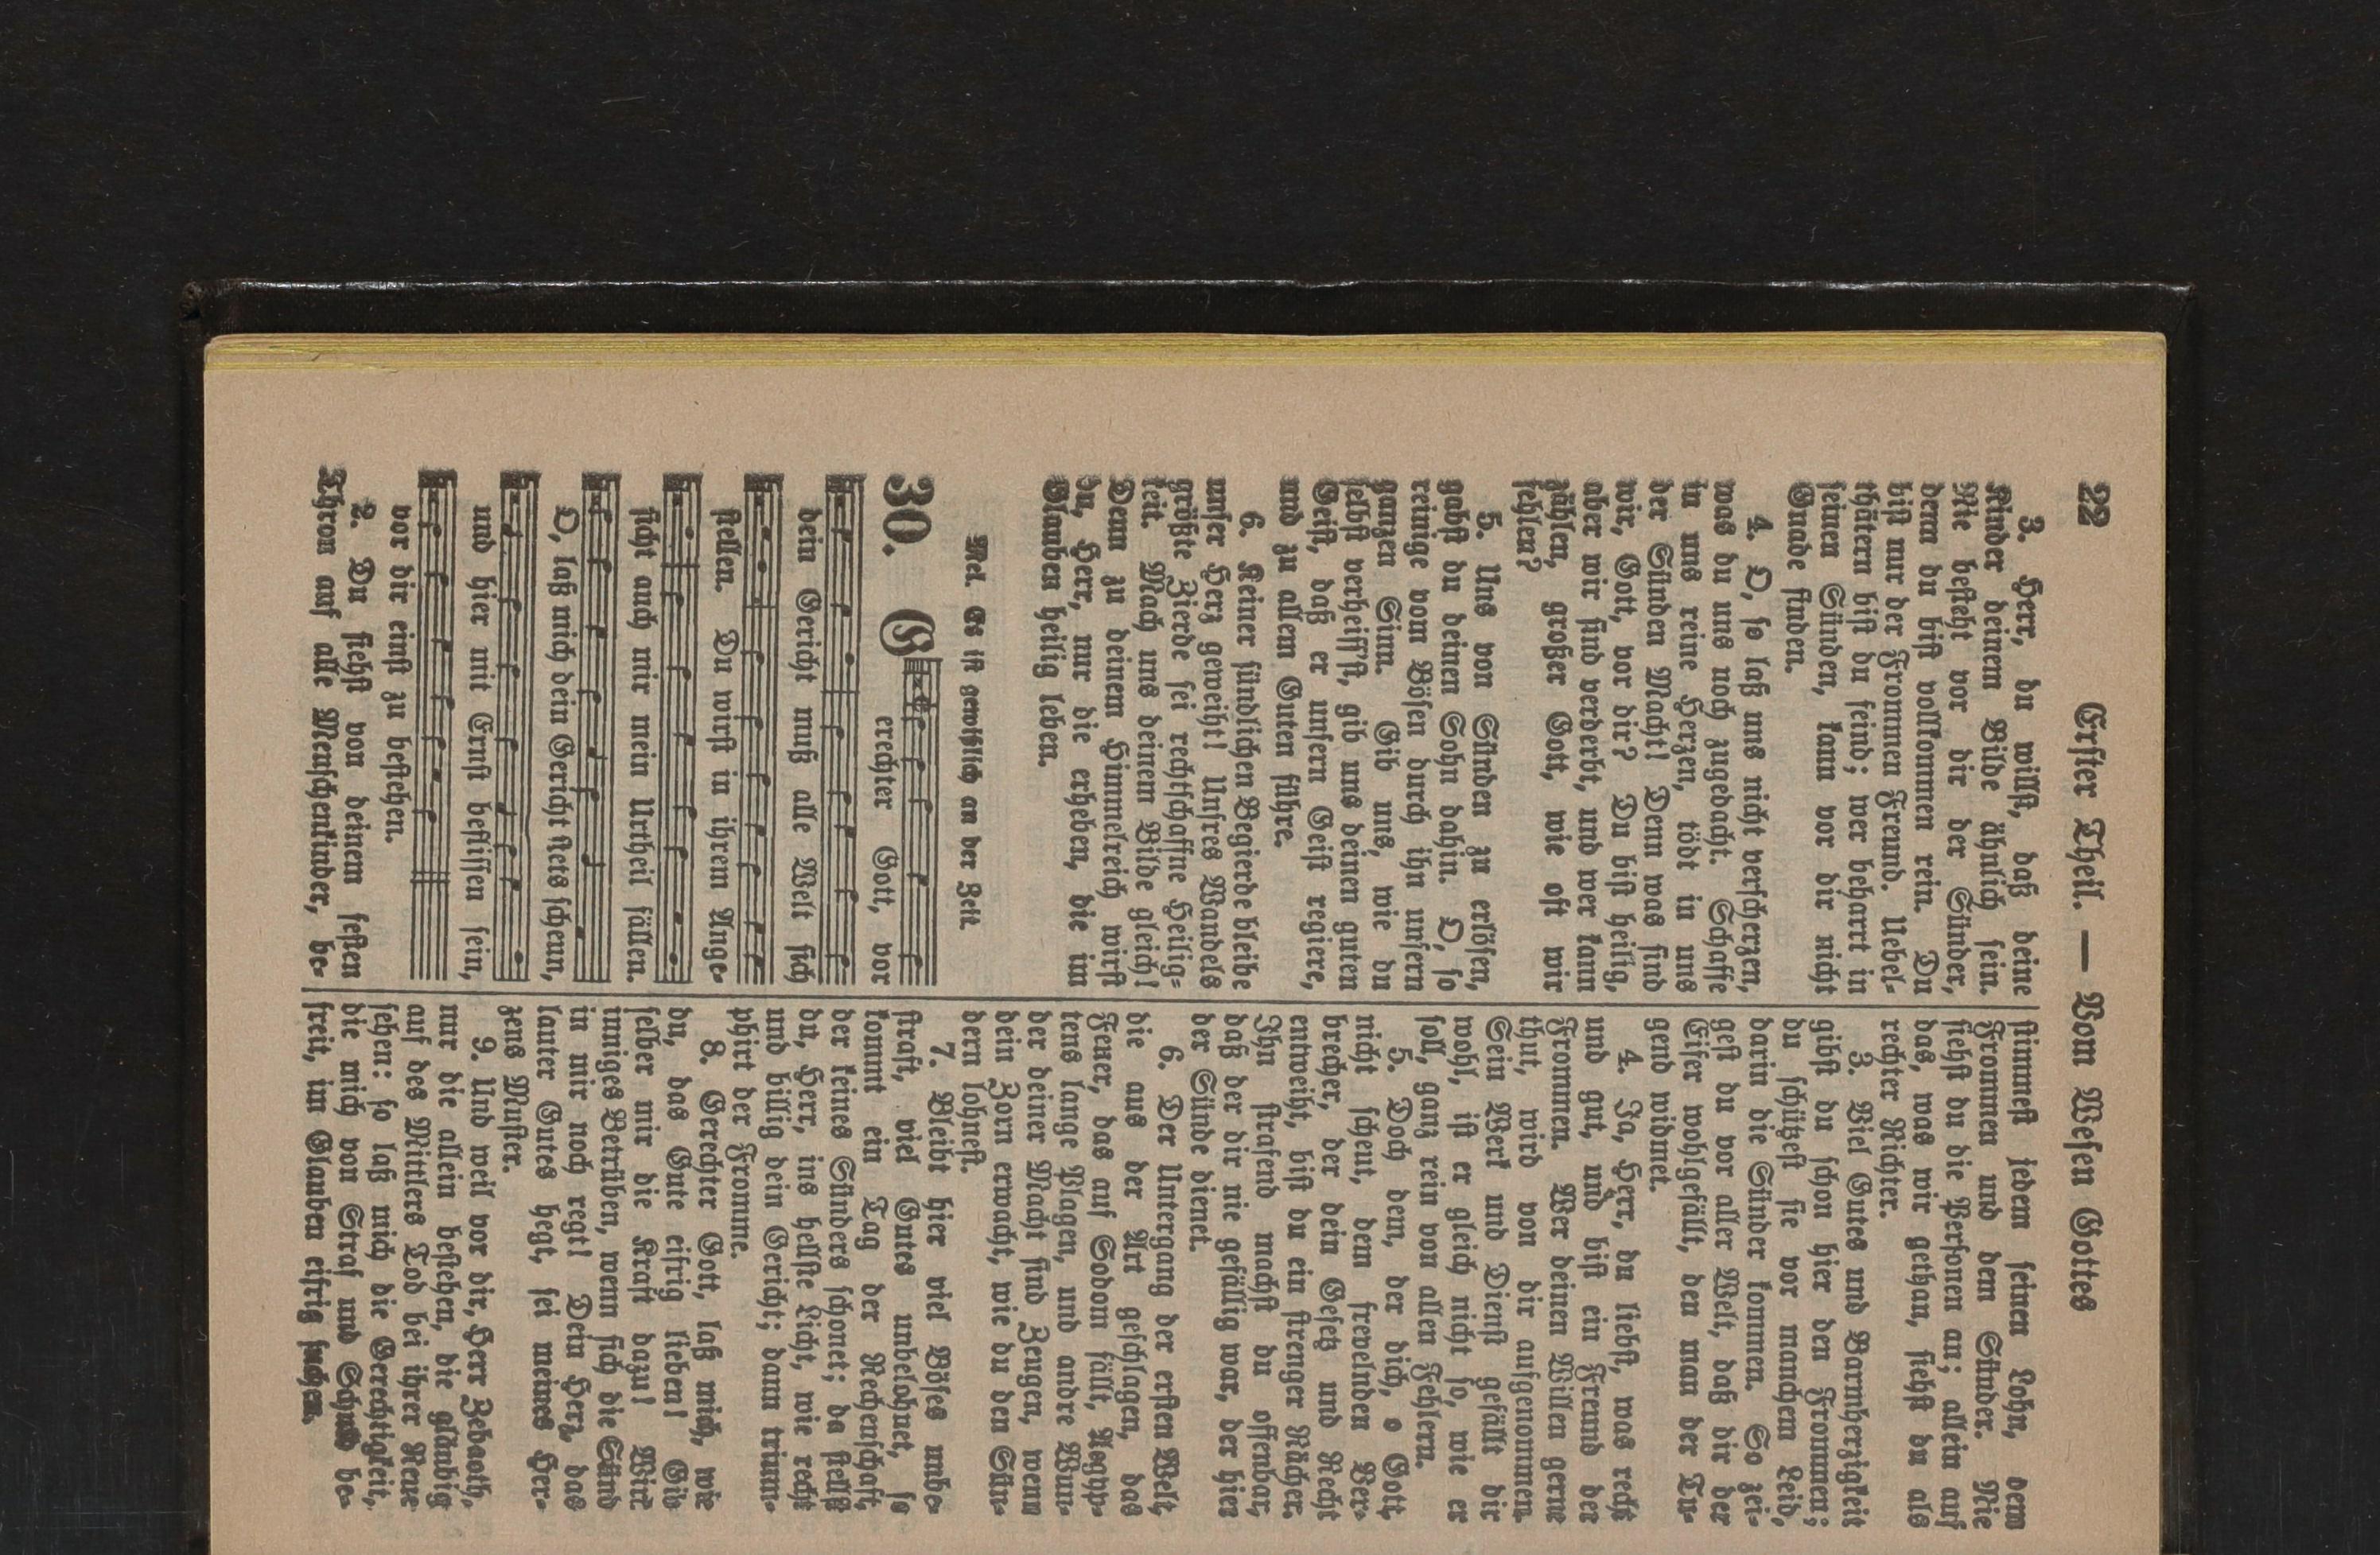 22
Erster Theil. — Vom Wesen Gottes
3. Herr, du willst, daß deine
Kinder deinem Bilde ähnlich sein.
Nie besteht vor dir der Sünder,
denn du bist vollkommen rein. Du
bist nur der Frommen Freund. Uebel-
thätern bist du feind; wer beharrt in
seinen Sünden, kann vor dir nicht
Gnade finden.
4. O, so laß uns nicht verscherzen,
was du uns noch zugedacht. Schaffe
in uns reine Herzen, tödt in uns
der Sünden Macht! Denn was sind
wir, Gott, vor dir? Du bist heilig,
aber wir sind verderbt, und wer kann
zählen, großer Gott, wie oft wir
fehlen?
5. Uns von Sünden zu erlösen,
gabst du deinen Sohn dahin. O, so
reinige vom Bösen durch ihn unsern
ganzen Sinn. Gib uns, wie du
selbst verheiß'st, gib uns deinen guten
Geist, daß er unsern Geist regiere,
und zu allem Guten führe.
6. Keiner sündlichen Begierde bleibe
unser Herz geweiht! Unsres Wandels
größte Zierde sei rechtschaffne Heilig-
keit. Mach uns deinem Bilde gleich!
Denn zu deinem Himmelreich wirst
du, Herr, nur die erheben, die im
Glauben heilig leben.
Mel. Es ist gewißlich an der Zeit
30. Gerechter Gott, vor
dein Gericht muß alle Welt sich
stellen. Du wirst in ihrem Ange-
sicht auch mir mein Urtheil fällen.
O, laß mich dein Gericht stets scheun,
und hier mit Ernst beflissen sein,
vor dir einst zu bestehen.
2. Du siehst von deinem festen
Thron auf alle Menschenkinder, be-
stimmest jedem seinen Lohn, dem
Frommen und dem Sünder. Nie
siehst du die Personen an; allein auf
das, was wir gethan, siehst du als
rechter Richter.
3. Viel Gutes und Barmherzigkeit
gibst du schon hier den Frommen;
du schützest sie vor manchem Leid,
darin die Sünder kommen. So zei-
gest du vor aller Welt, daß dir der
Eifer wohlgefällt, den man der Tu-
gend widmet.
4. Ja, Herr, du liebst, was recht
und gut, und bist ein Freund der
Frommen. Wer deinen Willen gerne
thut, wird von dir aufgenommen.
Sein Werk und Dienst gefällt dir
wohl, ist er gleich nicht so, wie er
soll, ganz rein von allen Fehlern.
5. Doch dem, der dich, o Gott,
nicht scheut, dem frevelnden Ver-
brecher, der dein Gesetz und Recht
entweiht, bist du ein strenger Rächer.
Ihn strafend machst du offenbar,
daß der dir nie gefällig war, der hier
der Sünde dienet.
6. Der Untergang der ersten Welt,
die aus der Art geschlagen, das
Feuer, das auf Sodom fällt, Aegyp-
tens lange Plagen, und andre Wun-
der deiner Macht sind Zeugen, wenn
dein Zorn erwacht, wie du den Sün-
dern lohnest.
7. Bleibt hier viel Böses unbe-
straft, viel Gutes unbelohnet, so
kommt ein Tag der Rechenschaft,
der keines Sünders schonet; da stellst
du, Herr, ins hellste Licht, wie recht
und billig dein Gericht; dann trium-
phirt der Fromme.
8. Gerechter Gott, laß mich, wie
du, das Gute eifrig lieben! Gib
selber mir die Kraft dazu! Wirk
inniges Betrüben, wenn sich die Sünd
in mir noch regt! Dein Herz, das
lauter Gutes hegt, sei meines Her-
zens Muster.
9. Und weil vor dir, Herr Zebaoth,
nur die allein bestehen, die gläubig
auf des Mittlers Tod bei ihrer Reue
sehen: so laß mich die Gerechtigkeit,
die mich von Straf und Schuld be-
freit, im Glauben eifrig suchen.